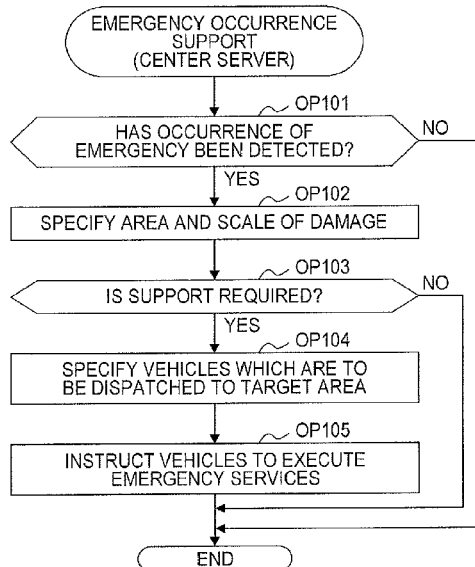 EMERGENCY OCCURRENCE
SUPPORT
(CENTER SERVER)
OP101
HAS OCCURRENCE OF
EMERGENCY BEEN DETECTED?
NO
YES
OP102
SPECIFY AREA AND SCALE OF DAMAGE
OP103
IS SUPPORT REQUIRED?
NO
YES
OP104
SPECIFY VEHICLES WHICH ARE TO
BE DISPATCHED TO TARGET AREA
OP105
INSTRUCT VEHICLES TO EXECUTE
EMERGENCY SERVICES
END